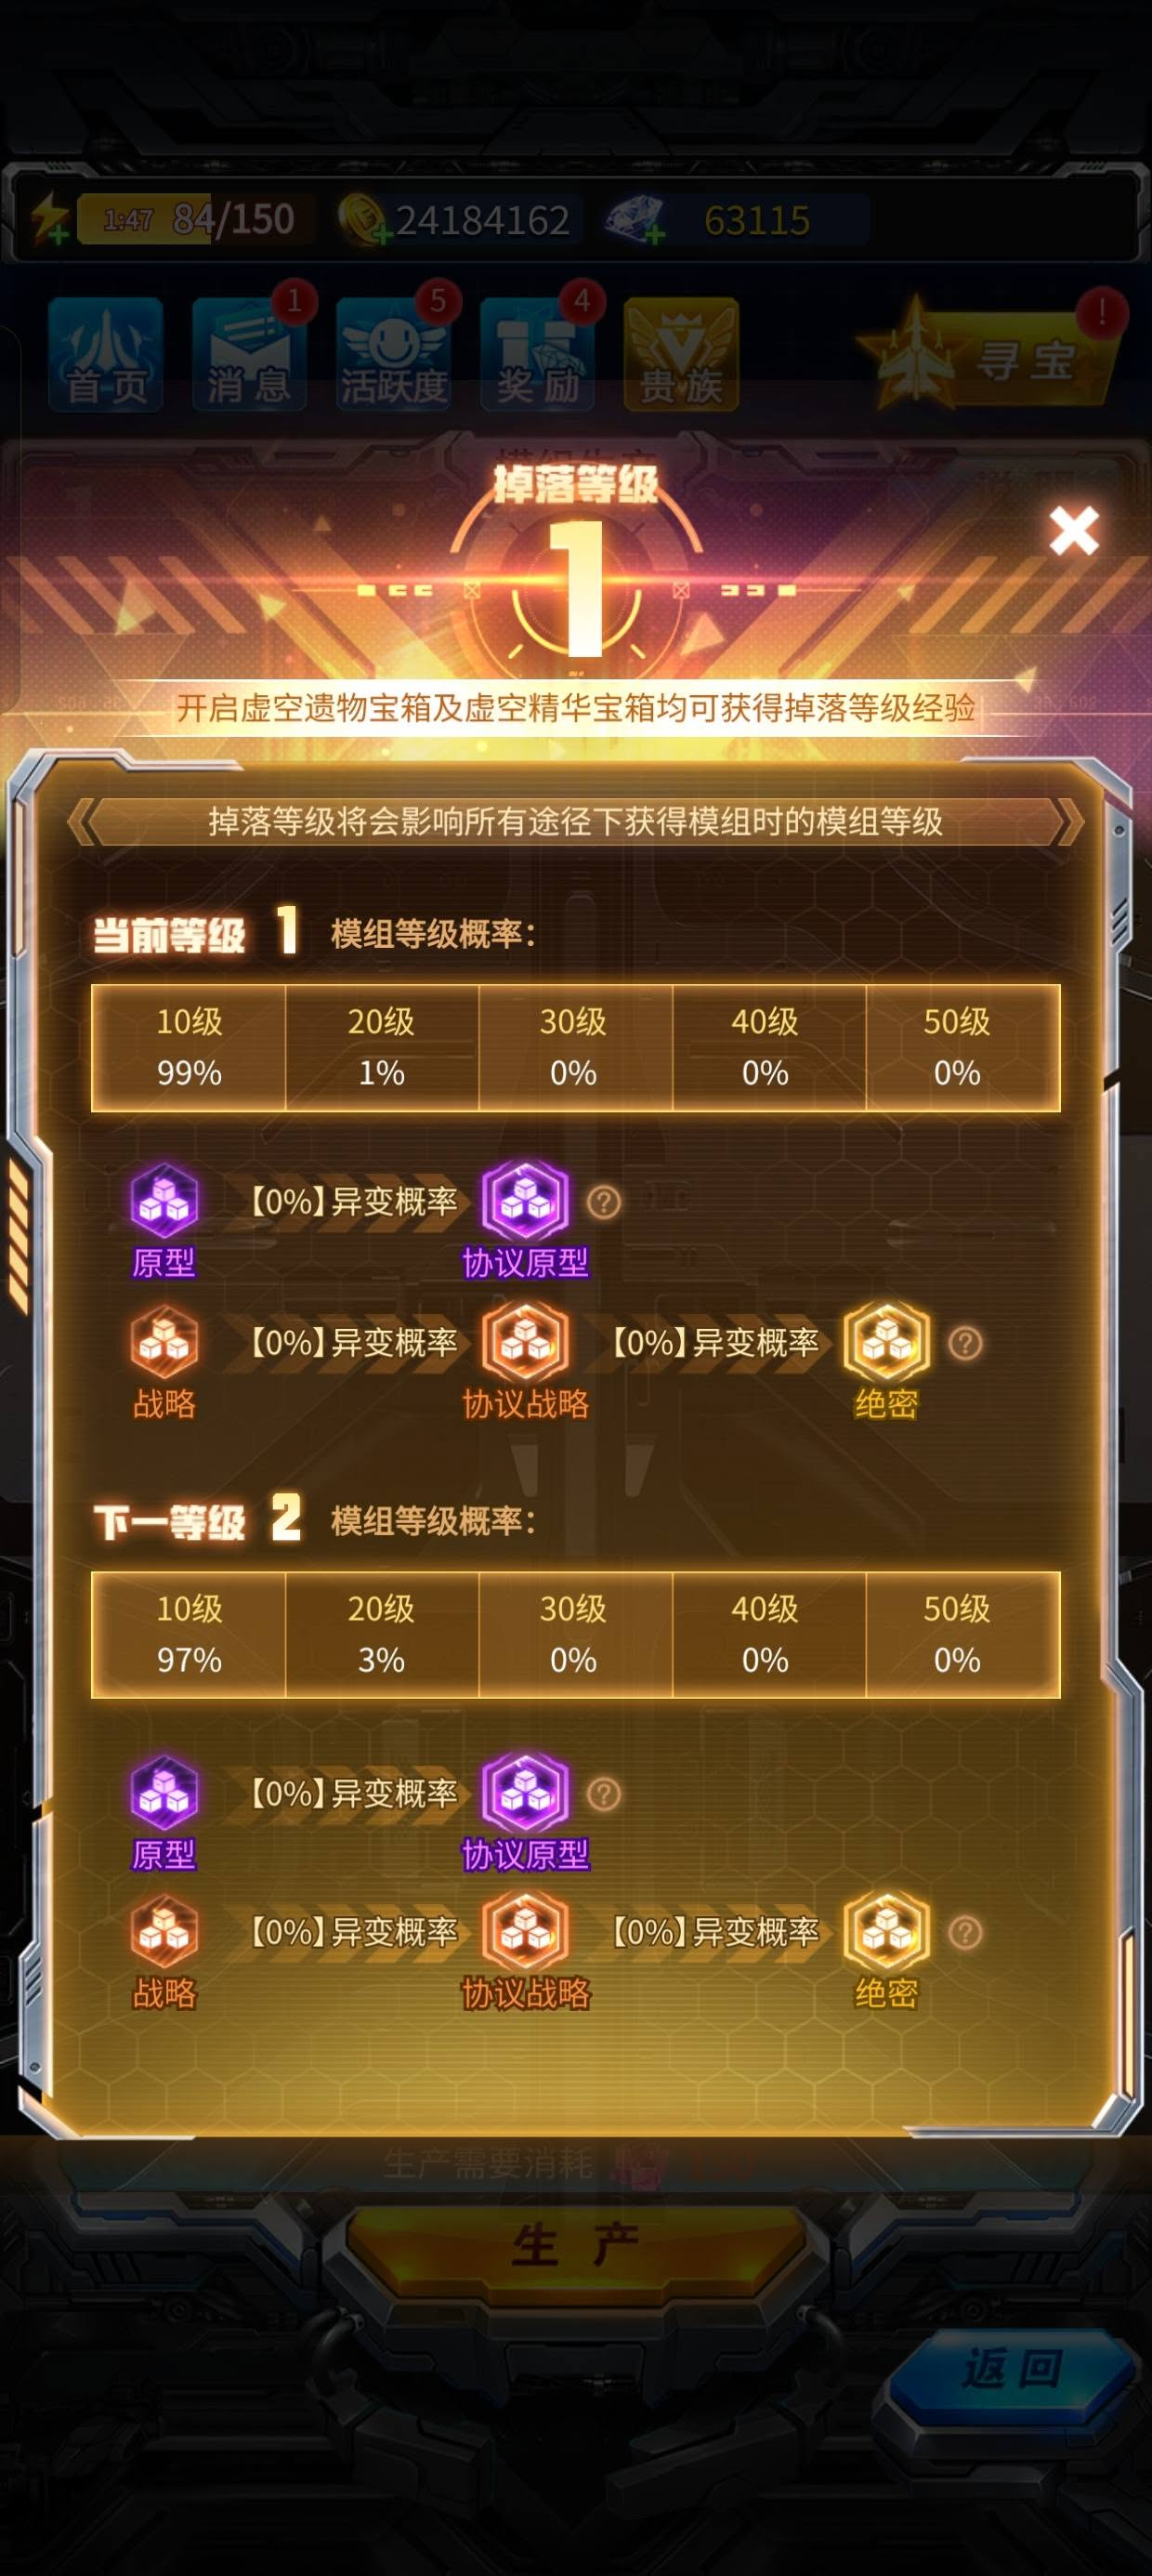 1:47 84/150
24184162
63115
1
5
4
!
首页
消息
活跃度
奖励
贵族
寻宝
掉落等级
1
开启虚空遗物宝箱及虚空精华宝箱均可获得掉落等级经验
掉落等级将会影响所有途径下获得模组时的模组等级
当前等级 1 模组等级概率：
10级 20级 30级 40级 50级
99% 1% 0% 0% 0%
【0%】异变概率 ?
原型 协议原型
【0%】异变概率 【0%】异变概率 ?
战略 协议战略 绝密
下一等级 2 模组等级概率：
10级 20级 30级 40级 50级
97% 3% 0% 0% 0%
【0%】异变概率 ?
原型 协议原型
【0%】异变概率 【0%】异变概率 ?
战略 协议战略 绝密
生产需要消耗
生产
返回